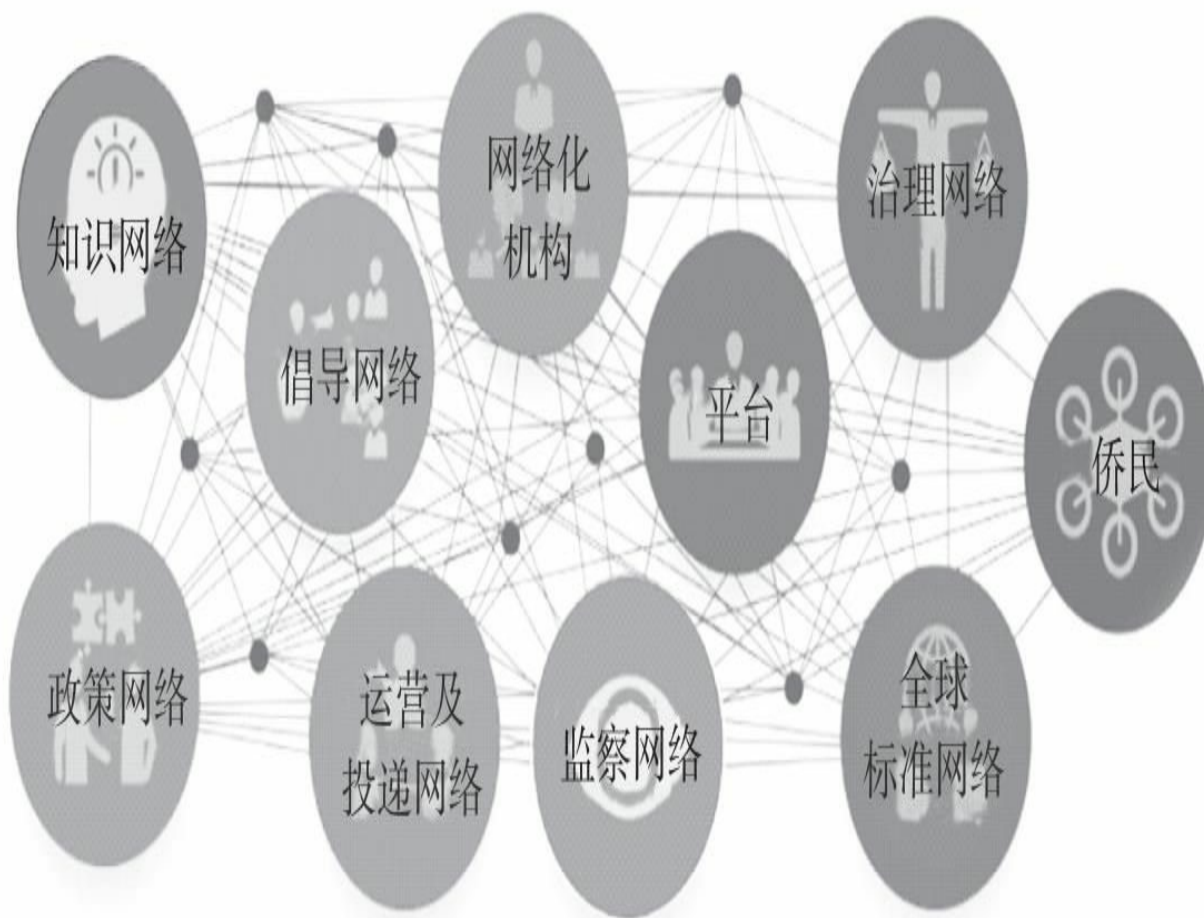 知识网络
倡导网络
网络化
机构
平台
治理网络
侨民
政策网络
运营及
投递网络
监察网络
全球
标准网络